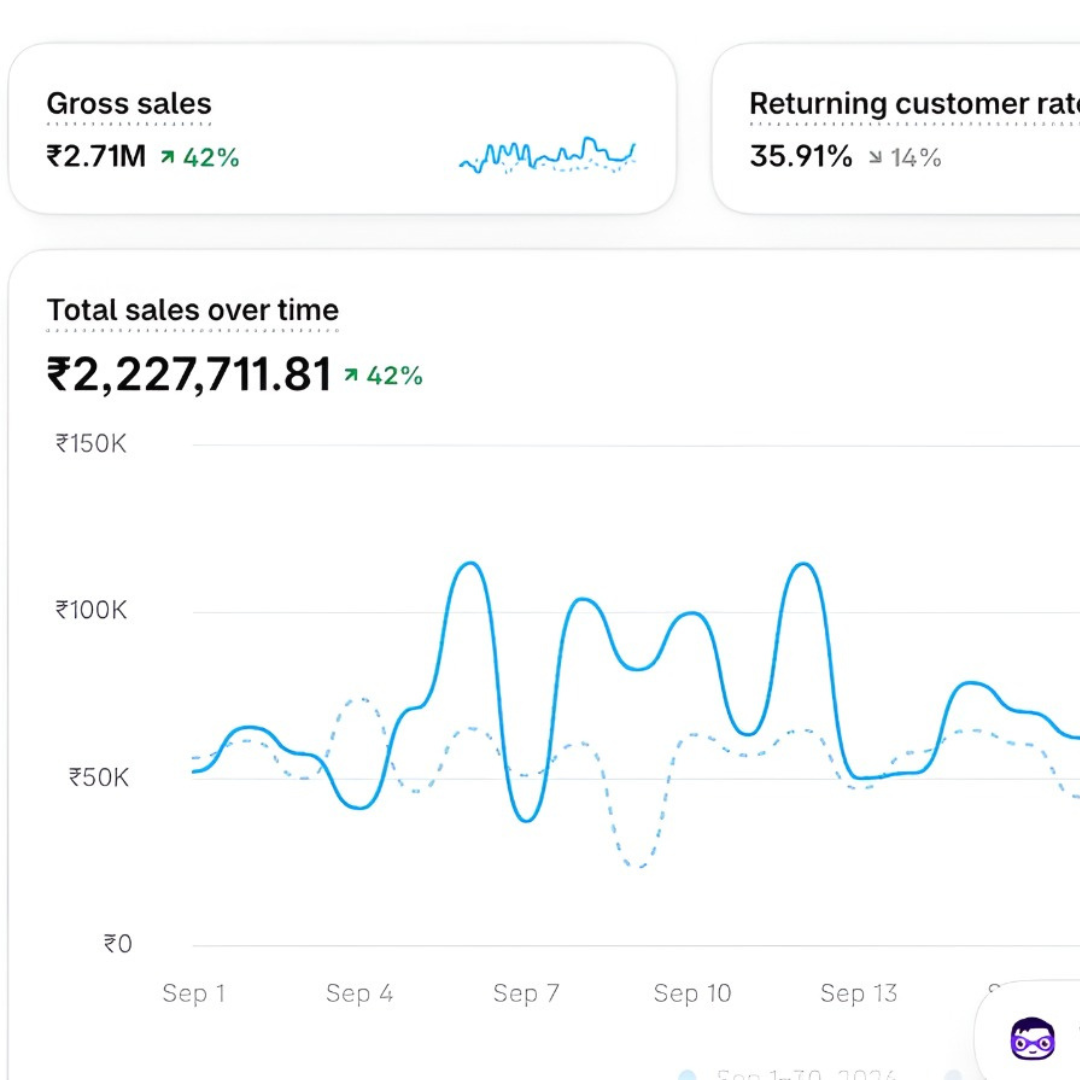 Gross sales
₹2.71M 42%
Returning customer rat
35.91% 14%
Total sales over time
₹2,227,711.81 42%
₹150K
₹100K
₹50K
₹0
Sep 1 Sep 4 Sep 7 Sep 10 Sep 13